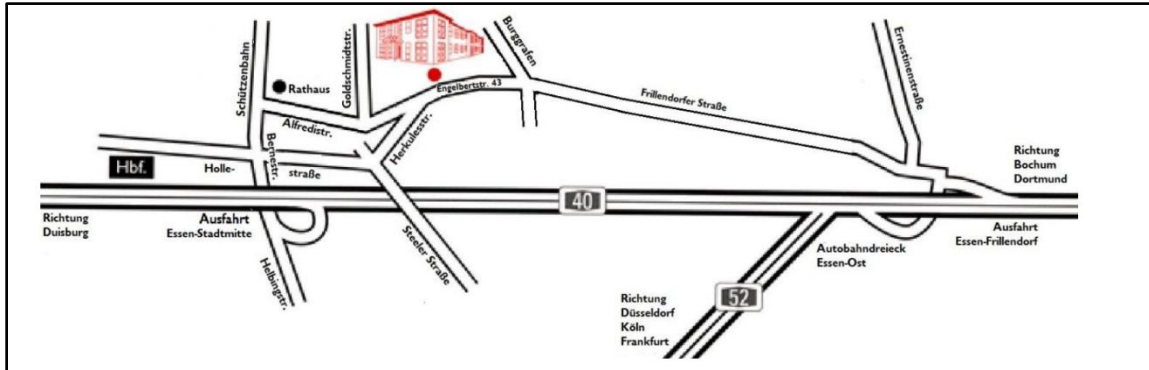 Schützenbahn
Goldschmidtstr.
Burggrafen
Ernestinenstraße
Rathaus
Engelbertstr. 43
Frillendorfer Straße
Alfredistr.
Herkulesstr.
Bernestr.
Hbf.
Holle-
straße
Richtung
Bochum
Dortmund
40
Richtung
Duisburg
Ausfahrt
Essen-Stadtmitte
Steeler Straße
Helbingstr.
Autobahndreieck
Essen-Ost
Ausfahrt
Essen-Frillendorf
52
Richtung
Düsseldorf
Köln
Frankfurt